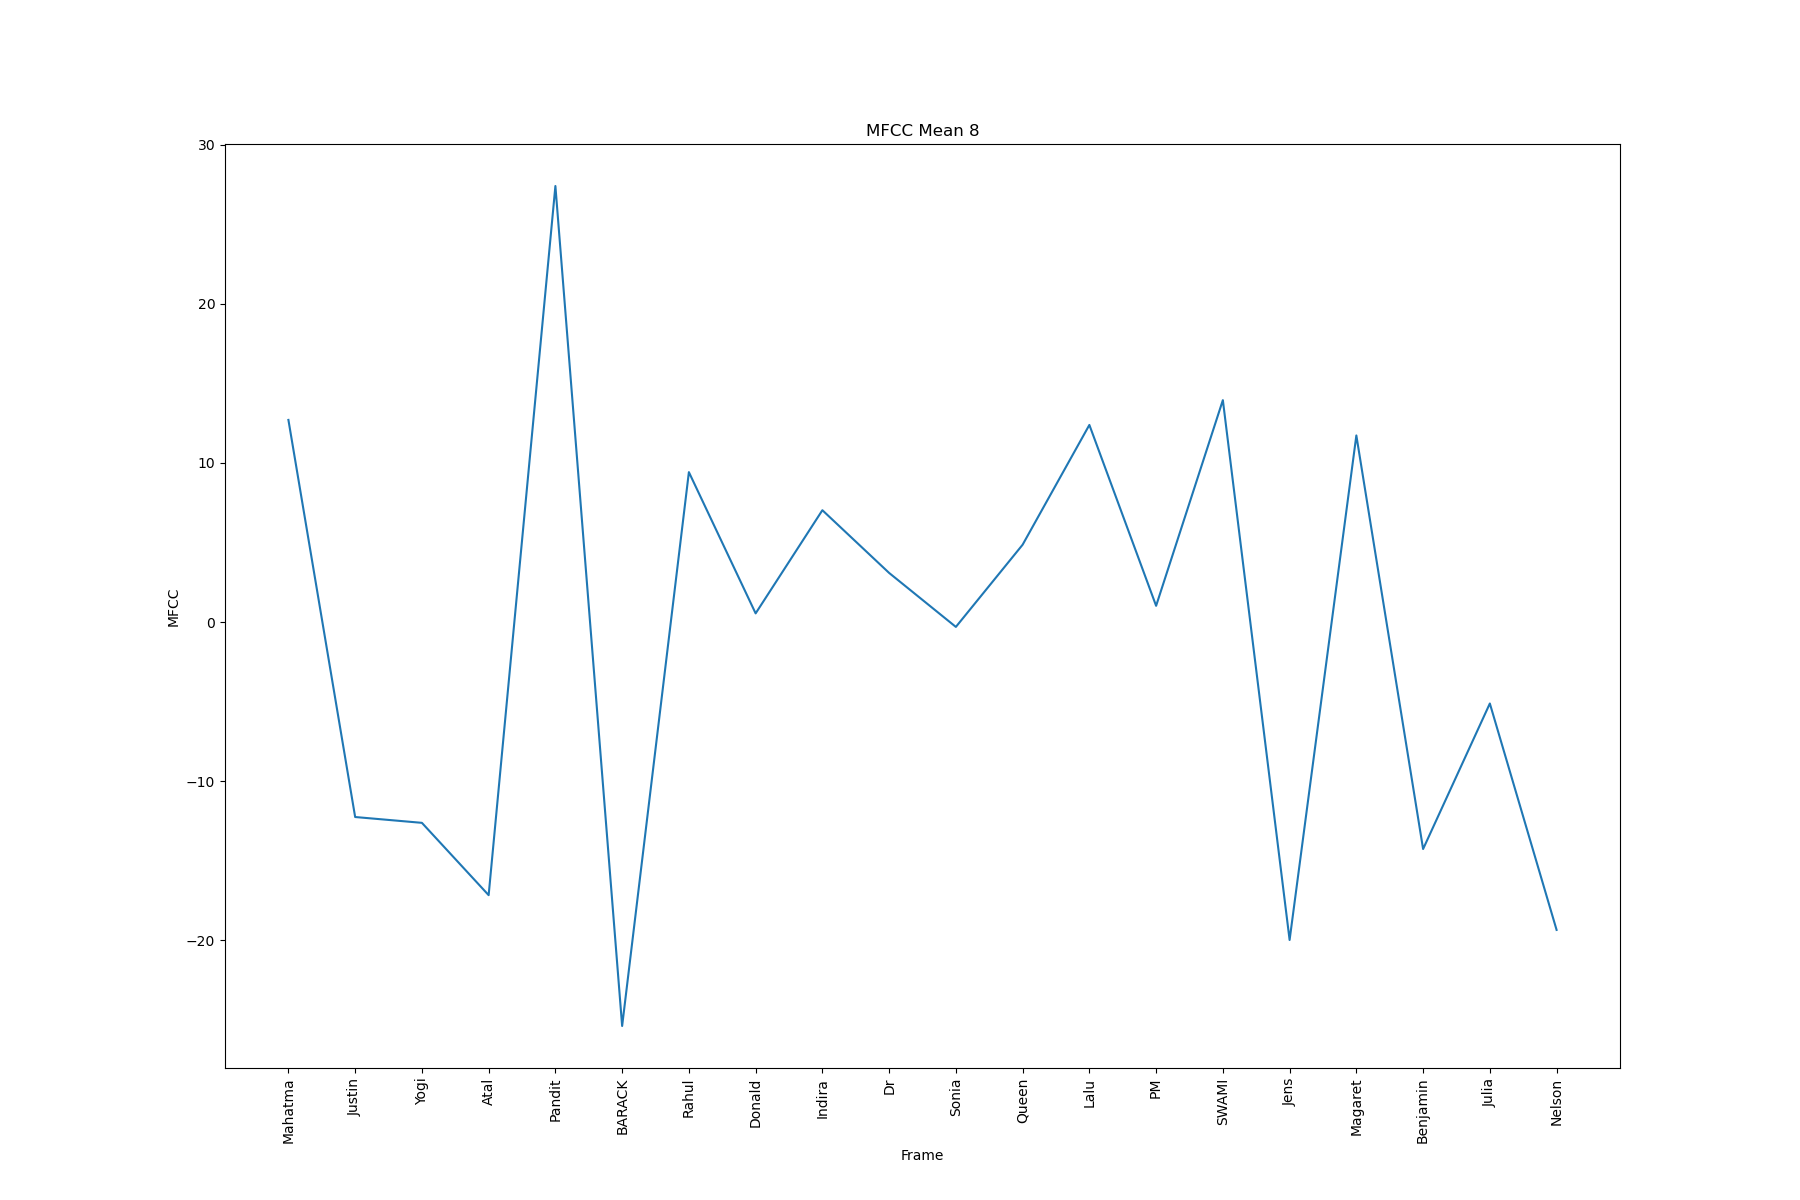 MFCC Mean 8
30
20
10
0
−10
−20
MFCC
Mahatma
Justin
Yogi
Atal
Pandit
BARACK
Rahul
Donald
Indira
Dr
Sonia
Queen
Lalu
PM
SWAMI
Jens
Magaret
Benjamin
Julia
Nelson
Frame